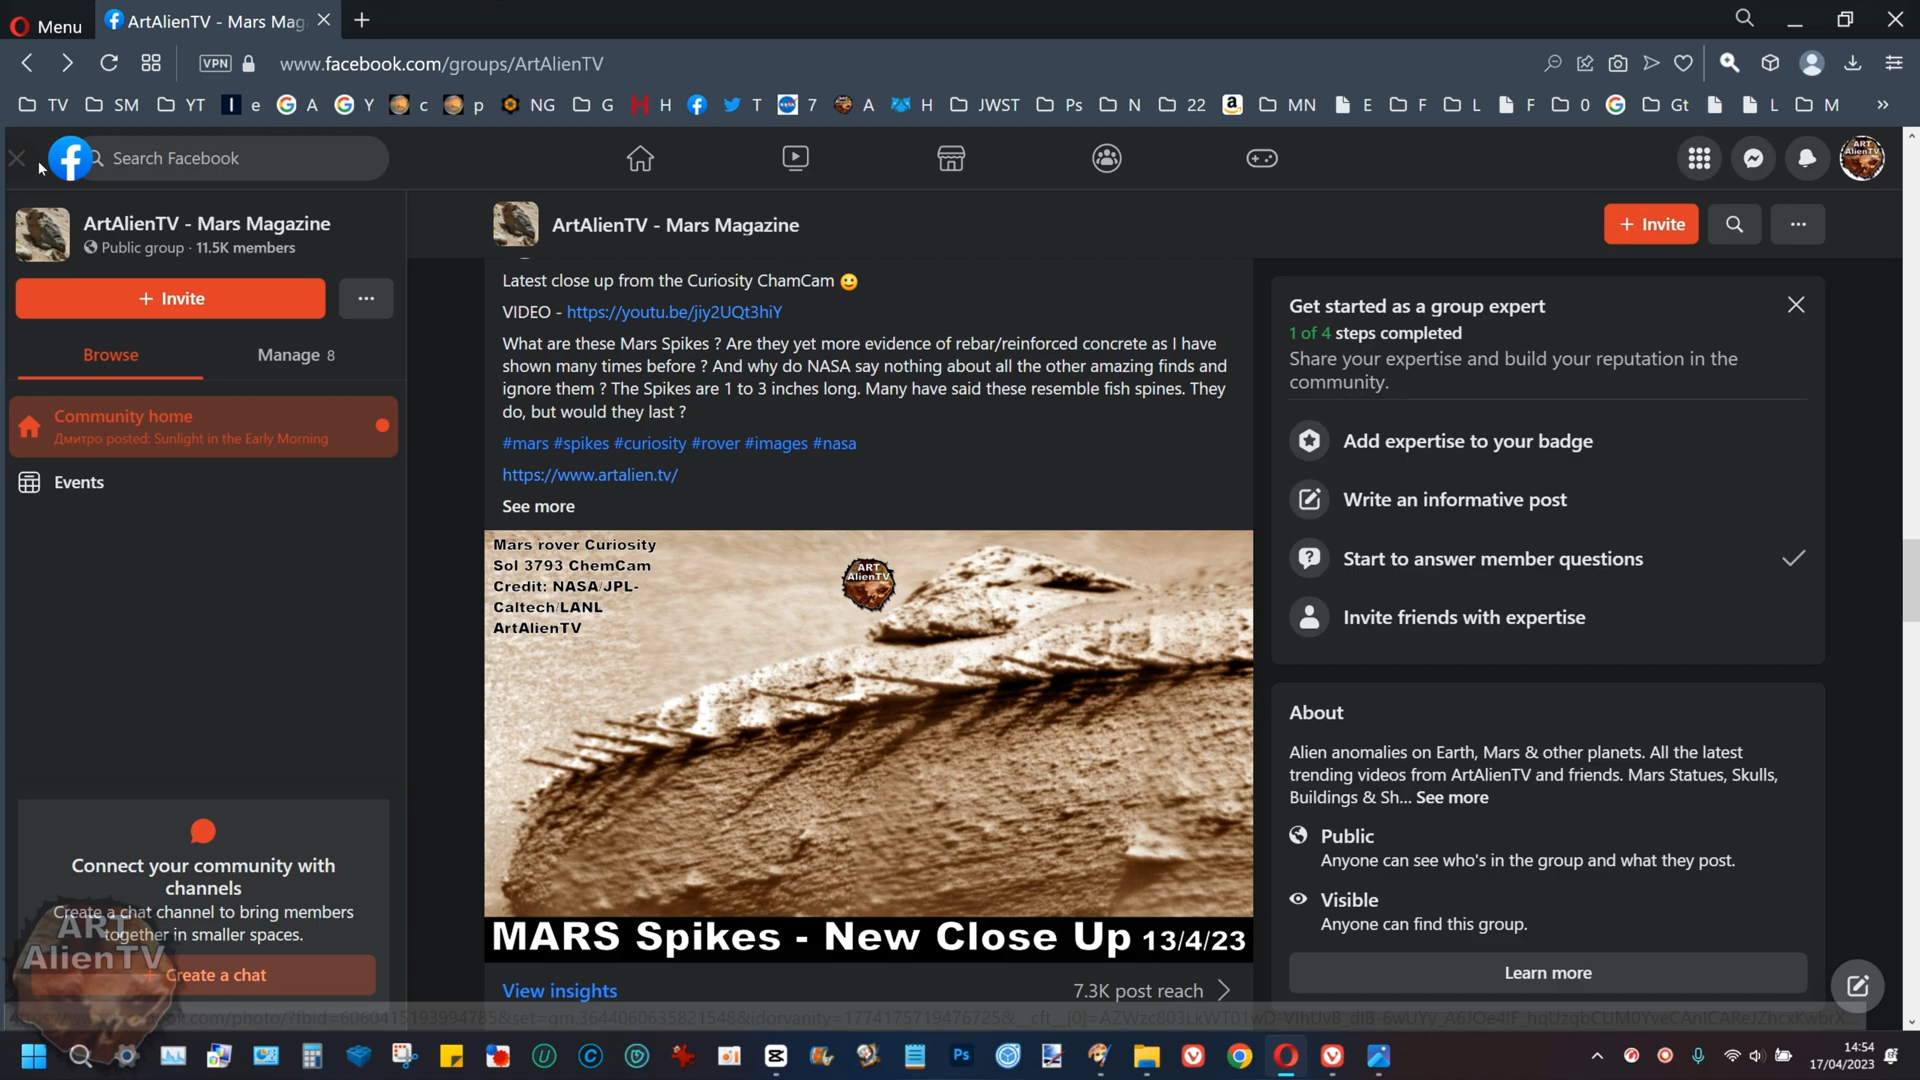 Menu
ArtAlienTV - Mars Mag
VPN
www.facebook.com/groups/ArtAlienTV
TV SM YT e A Y c p NG G H T 7 A H JWST Ps N 22 MN E F L F 0 Gt L M »
Search Facebook
ArtAlienTV - Mars Magazine
Public group · 11.5K members
+ Invite
Browse
Manage 8
Community home
Дмитро posted: Sunlight in the Early Morning
Events
Connect your community with
channels
Create a chat channel to bring members
together in smaller spaces.
+ Create a chat
ART
AlienTV
ArtAlienTV - Mars Magazine
+ Invite
Latest close up from the Curiosity ChamCam 😉
VIDEO - https://youtu.be/jiy2UQt3hiY
What are these Mars Spikes ? Are they yet more evidence of rebar/reinforced concrete as I have
shown many times before ? And why do NASA say nothing about all the other amazing finds and
ignore them ? The Spikes are 1 to 3 inches long. Many have said these resemble fish spines. They
do, but would they last ?
#mars #spikes #curiosity #rover #images #nasa
https://www.artalien.tv/
See more
Mars rover Curiosity
Sol 3793 ChemCam
Credit: NASA/JPL-
Caltech/LANL
ArtAlienTV
ART
AlienTV
MARS Spikes - New Close Up 13/4/23
View insights
7.3K post reach
Get started as a group expert
1 of 4 steps completed
Share your expertise and build your reputation in the
community.
Add expertise to your badge
Write an informative post
Start to answer member questions
Invite friends with expertise
About
Alien anomalies on Earth, Mars & other planets. All the latest
trending videos from ArtAlienTV and friends. Mars Statues, Skulls,
Buildings & Sh... See more
Public
Anyone can see who's in the group and what they post.
Visible
Anyone can find this group.
Learn more
14:54
17/04/2023